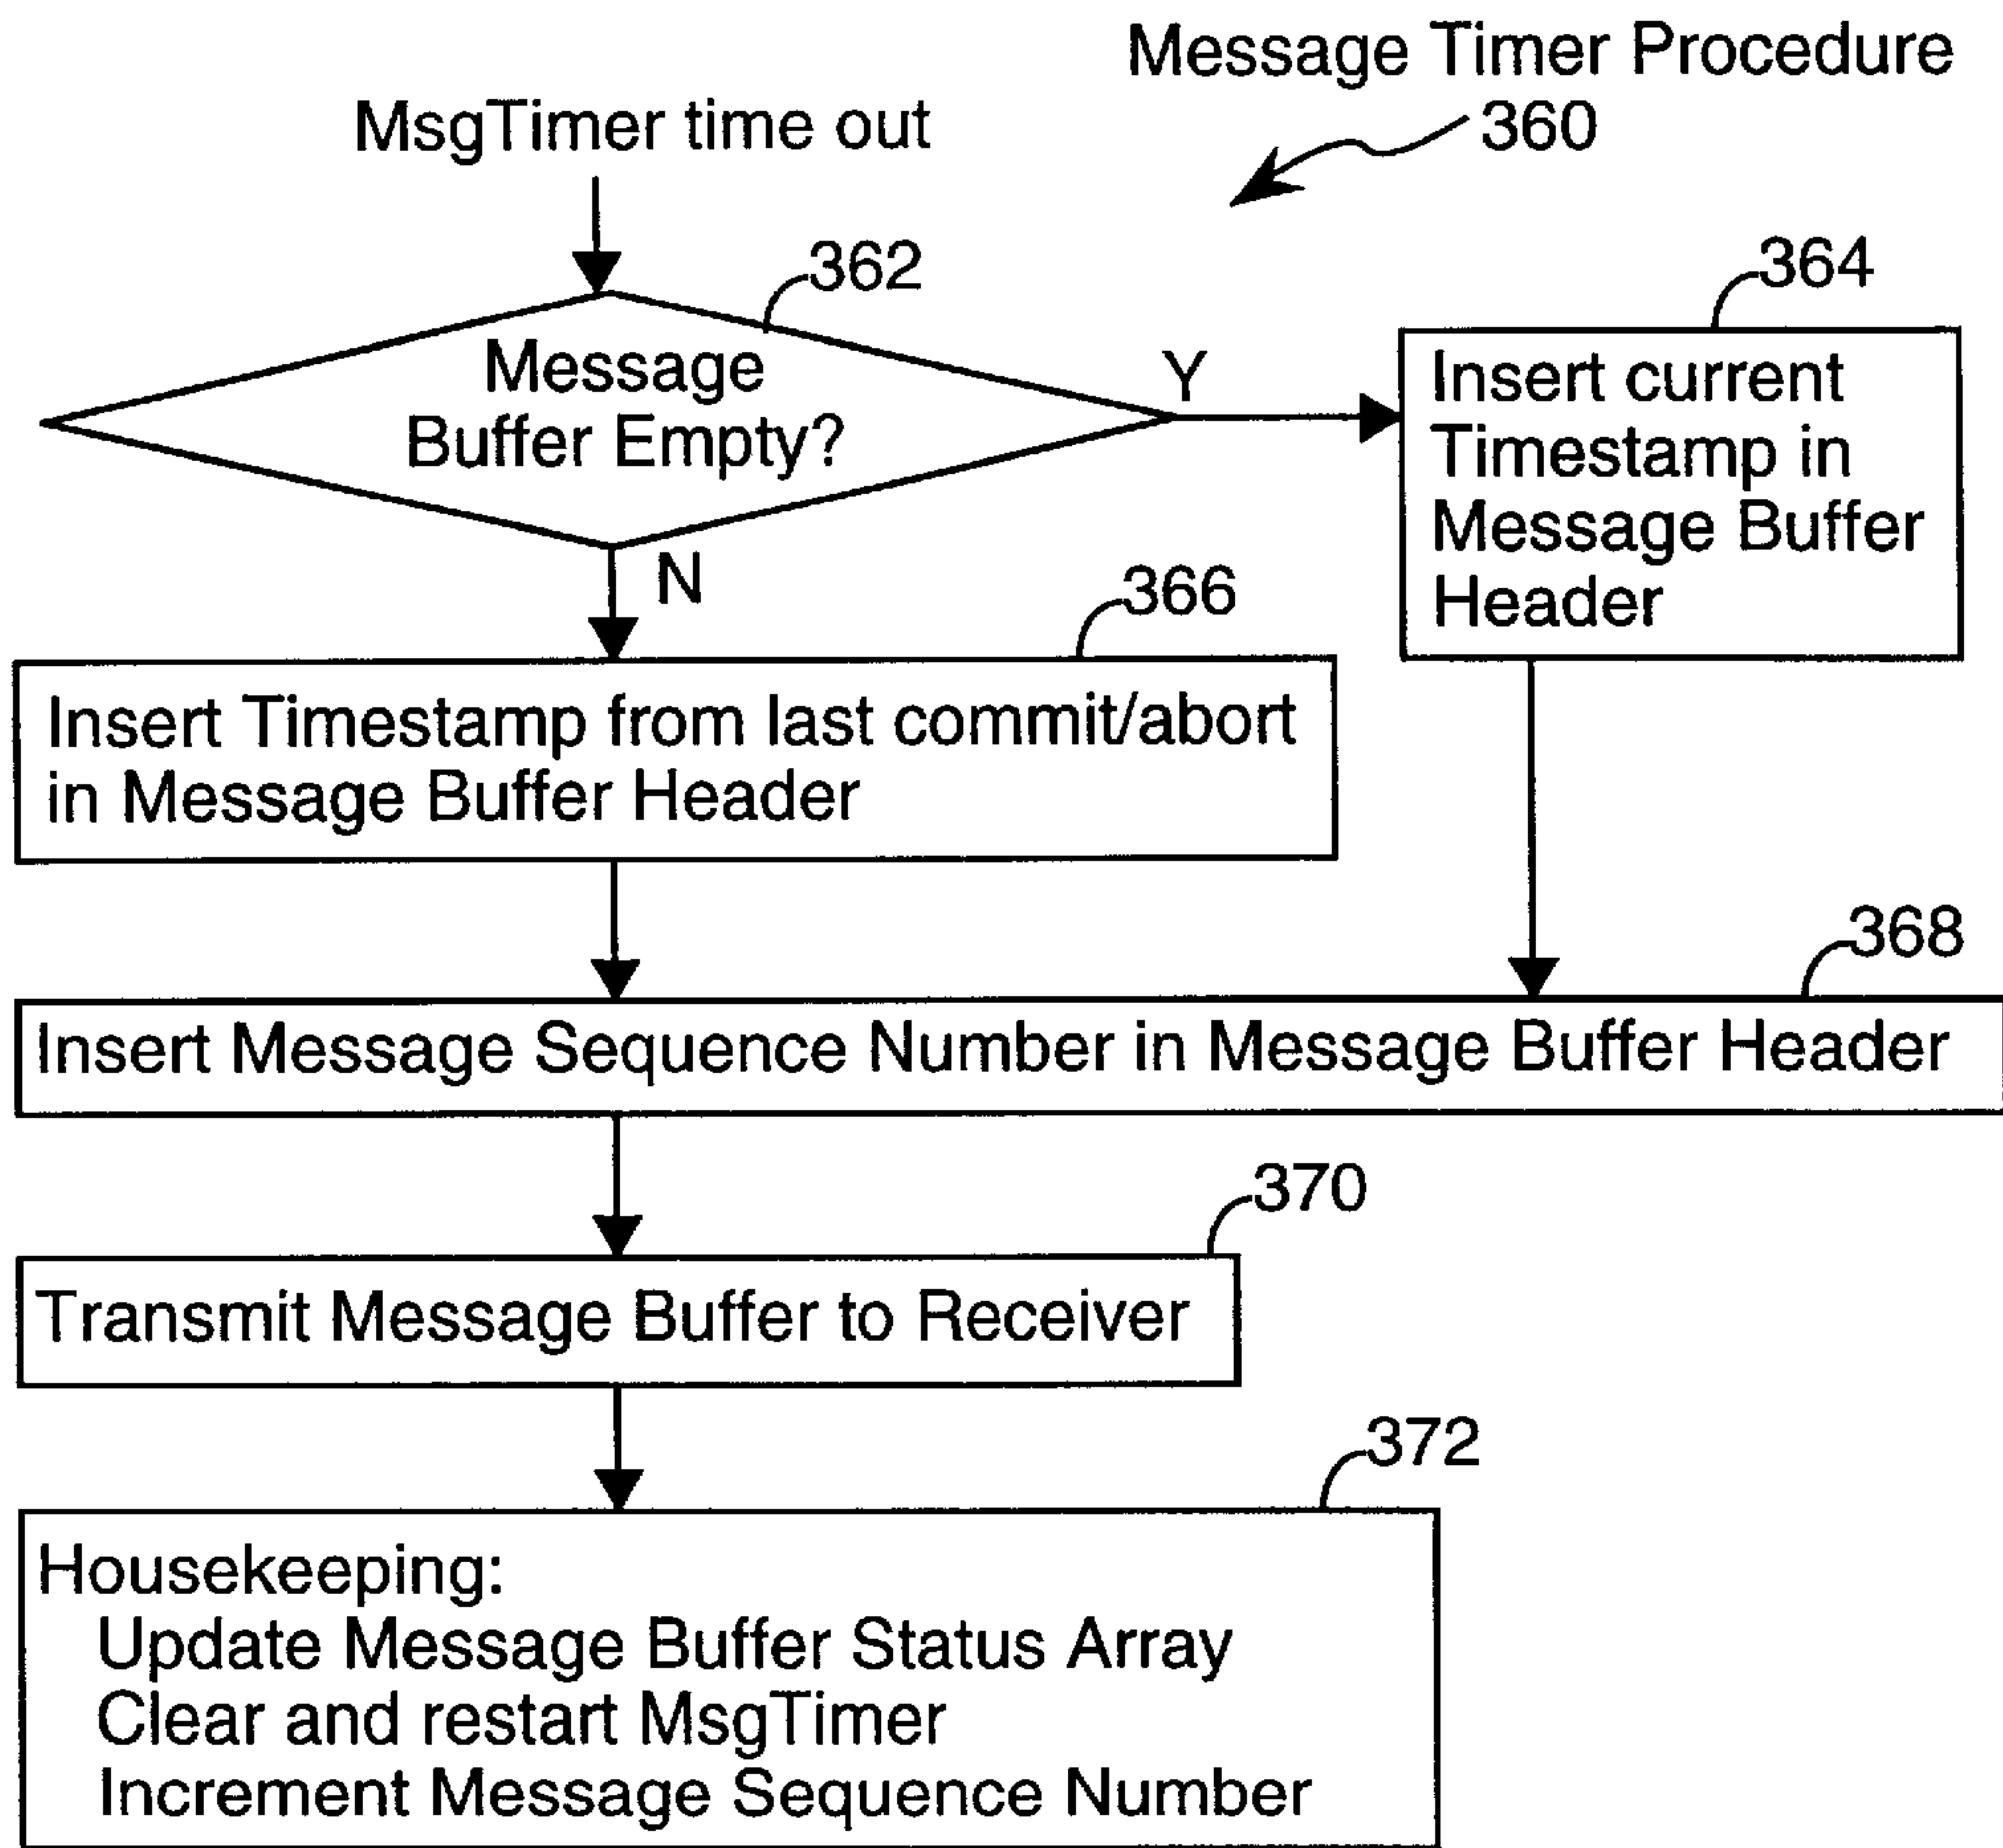 Message Timer Procedure
360
MsgTimer time out
362
Message
Buffer Empty?
Y
364
Insert current
Timestamp in
Message Buffer
Header
N
366
Insert Timestamp from last commit/abort
in Message Buffer Header
368
Insert Message Sequence Number in Message Buffer Header
370
Transmit Message Buffer to Receiver
372
Housekeeping:
Update Message Buffer Status Array
Clear and restart MsgTimer
Increment Message Sequence Number